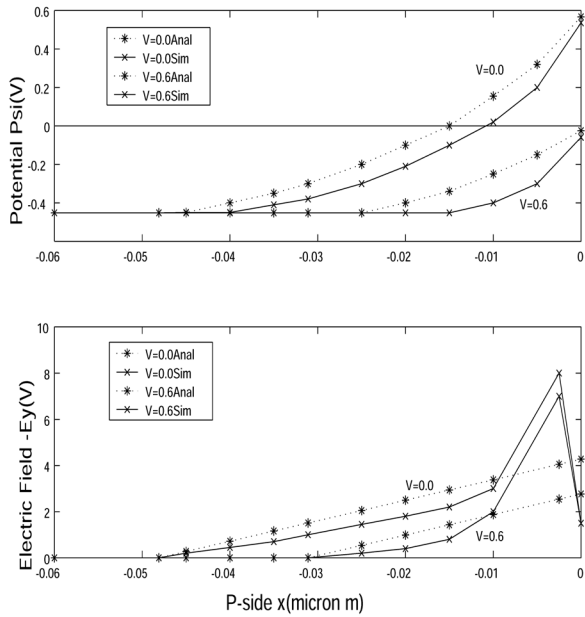 0.6
0.4
0.2
0
-0.2
-0.4
Potential Psi(V)
V=0.0Anal
V=0.0Sim
V=0.6Anal
V=0.6Sim
V=0.0
V=0.6
-0.06 -0.05 -0.04 -0.03 -0.02 -0.01 0
10
8
6
4
2
0
Electric Field -Ey(V)
V=0.0Anal
V=0.0Sim
V=0.6Anal
V=0.6Sim
V=0.0
V=0.6
-0.06 -0.05 -0.04 -0.03 -0.02 -0.01 0
P-side x(micron m)